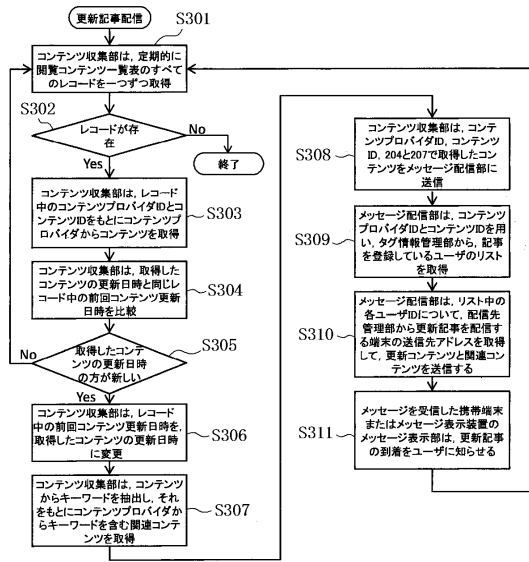 更新記事配信
S301
コンテンツ収集部は，定期的に
閲覧コンテンツ一覧表のすべて
のレコードを一つずつ取得
S302
レコードが存
在
No
終了
Yes
S303
コンテンツ収集部は，レコード
中のコンテンツプロバイダIDとコ
ンテンツIDをもとにコンテンツプ
ロバイダからコンテンツを取得
S304
コンテンツ収集部は，取得した
コンテンツの更新日時と同じレ
コード中の前回コンテンツ更新
日時を比較
S305
No
取得したコンテ
ンツの更新日時
の方が新しい
Yes
S306
コンテンツ収集部は，レコード
中の前回コンテンツ更新日時を，
取得したコンテンツの更新日時
に変更
S307
コンテンツ収集部は，コンテンツ
からキーワードを抽出し，それ
をもとにコンテンツプロバイダか
らキーワードを含む関連コンテ
ンツを取得
S308
コンテンツ収集部は，コンテ
ンツプロバイダID，コンテンツ
ID，204と207で取得したコン
テンツをメッセージ配信部に
送信
S309
メッセージ配信部は，コンテンツ
プロバイダIDとコンテンツIDを用
い，タグ情報管理部から，記事
を登録しているユーザのリスト
を取得
S310
メッセージ配信部は，リスト中の
各ユーザIDについて，配信先
管理部から更新記事を配信す
る端末の送信先アドレスを取得
して，更新コンテンツと関連コン
テンツを送信する
S311
メッセージを受信した携帯端末
またはメッセージ表示装置の
メッセージ表示部は，更新記事
の到着をユーザに知らせる